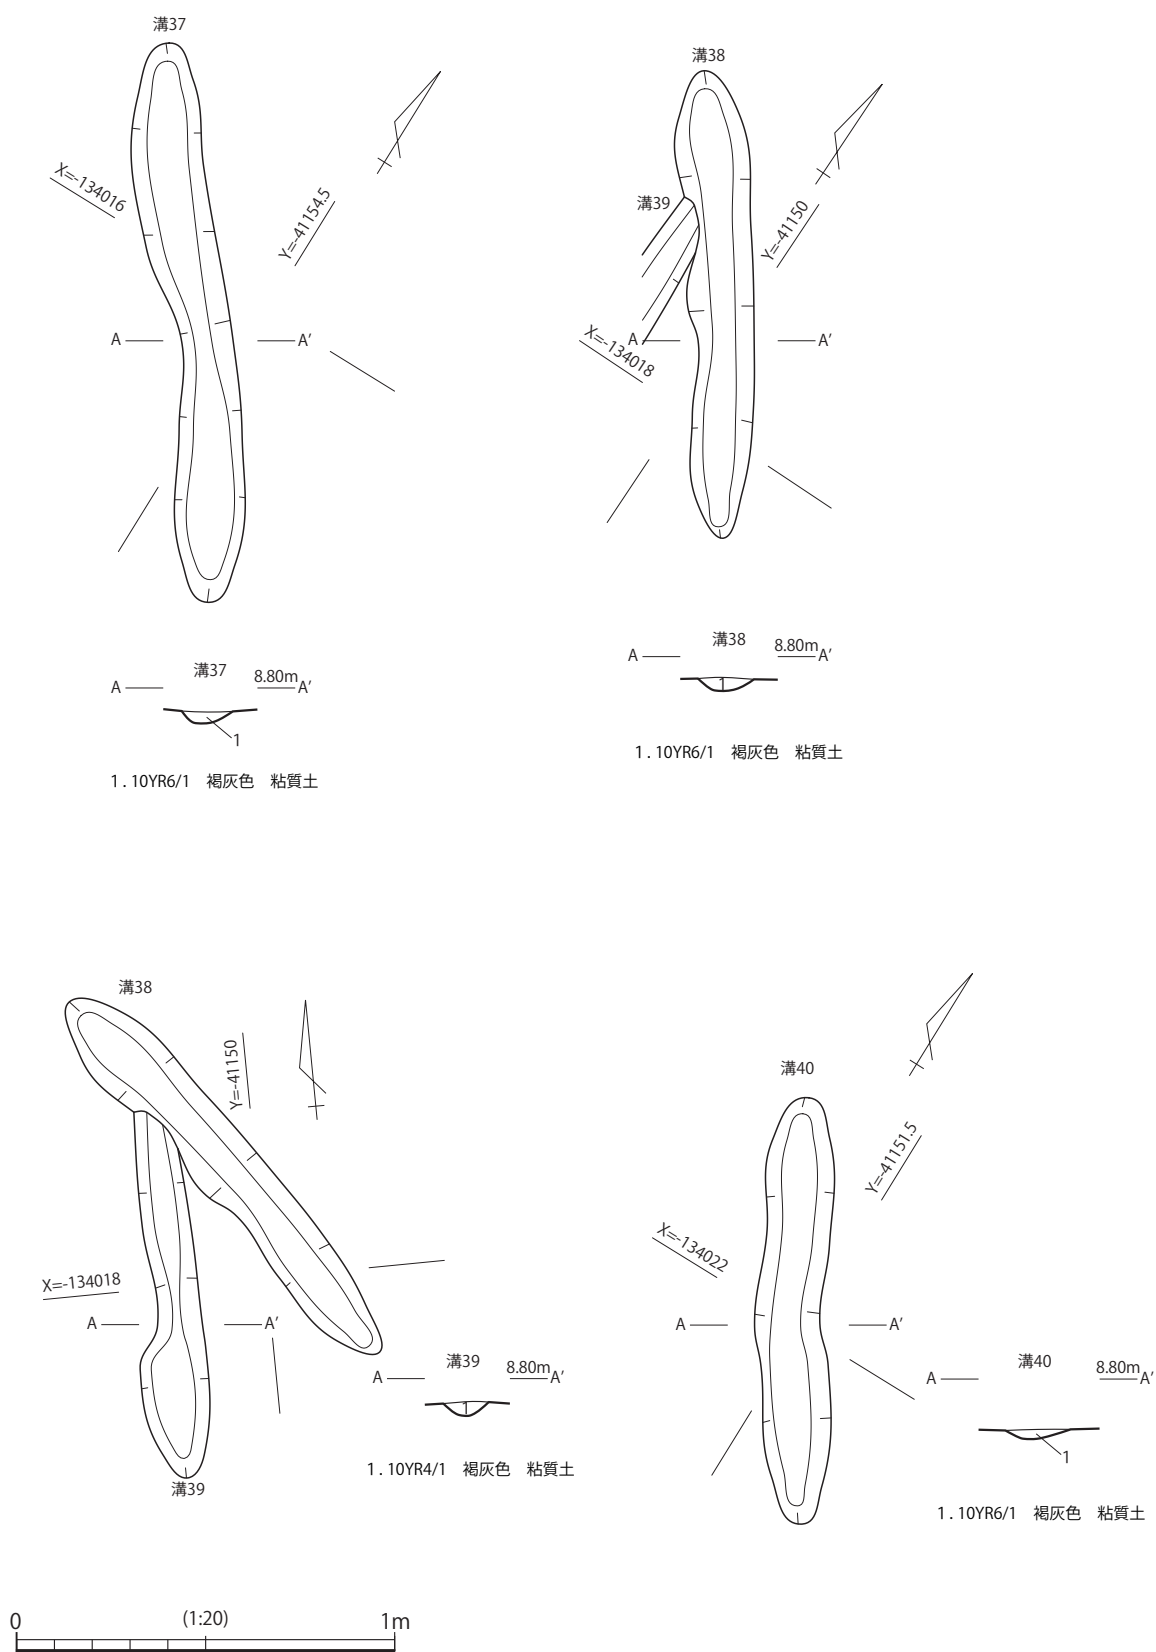 溝37
X=-134016
Y=-41154.5
A A'
溝37
8.80m
A A'
1
1 . 10YR6/1 褐灰色 粘質土
溝38
溝39
Y=-41150
X=-134018
A A'
溝38
8.80m
A A'
1
1 . 10YR6/1 褐灰色 粘質土
溝38
Y=-41150
X=-134018
A A'
溝39
溝39
8.80m
A A'
1
1 . 10YR4/1 褐灰色 粘質土
溝40
Y=-41151.5
X=-134022
A A'
溝40
8.80m
A A'
1
1 . 10YR6/1 褐灰色 粘質土
0 (1:20) 1m